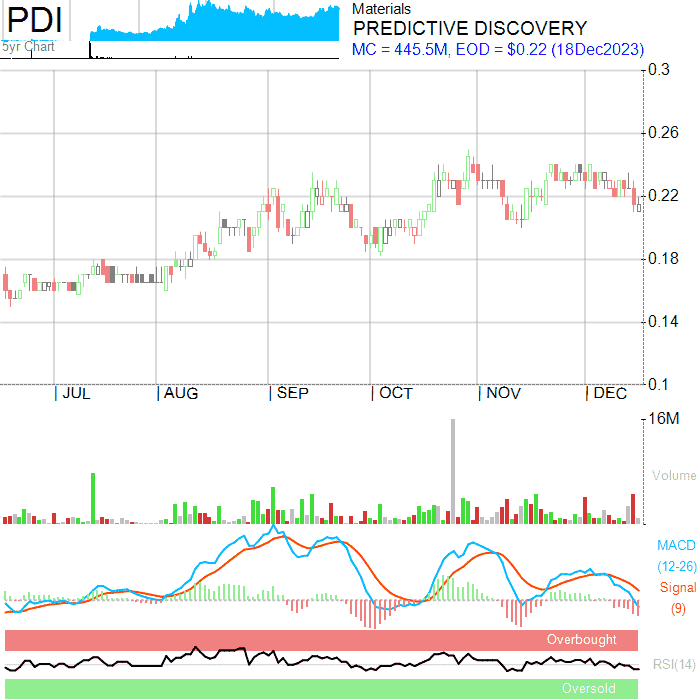 PDI
5yr Chart
Materials
PREDICTIVE DISCOVERY
MC = 445.5M, EOD = $0.22 (18Dec2023)
0.3
0.26
0.22
0.18
0.14
0.1
JUL AUG SEP OCT NOV DEC
16M
Volume
MACD
(12-26)
Signal
(9)
Overbought
RSI(14)
Oversold